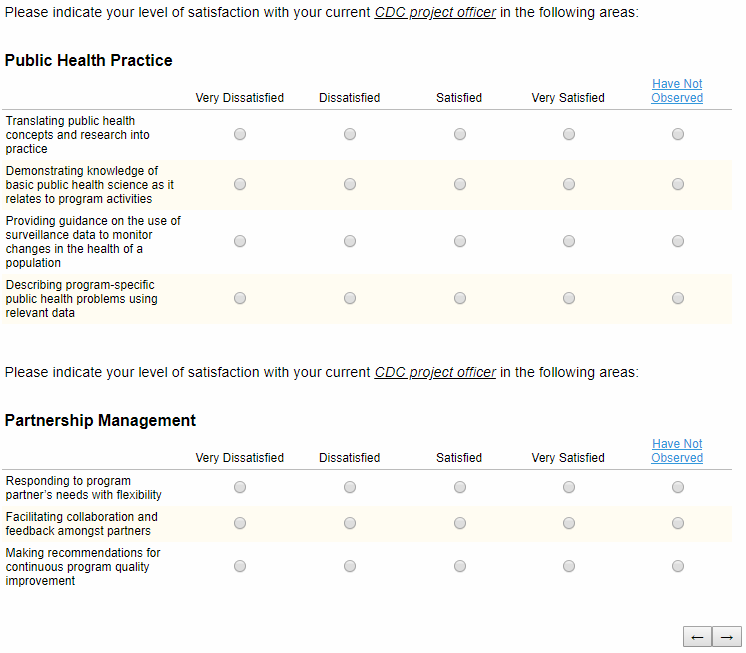 Please indicate your level of satisfaction with your current CDC project officer in the following areas:
Public Health Practice
Very Dissatisfied Dissatisfied Satisfied Very Satisfied Have Not
Observed
Translating public health
concepts and research into
practice
Demonstrating knowledge of
basic public health science as it
relates to program activities
Providing guidance on the use of
surveillance data to monitor
changes in the health of a
population
Describing program-specific
public health problems using
relevant data
Please indicate your level of satisfaction with your current CDC project officer in the following areas:
Partnership Management
Very Dissatisfied Dissatisfied Satisfied Very Satisfied Have Not
Observed
Responding to program
partner's needs with flexibility
Facilitating collaboration and
feedback amongst partners
Making recommendations for
continuous program quality
improvement
← →